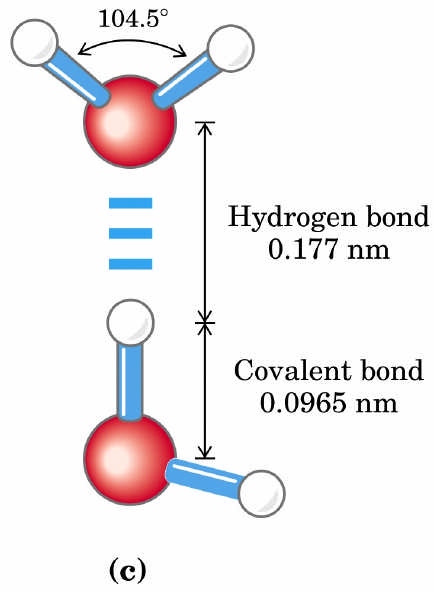 104.5°
Hydrogen bond
0.177 nm
Covalent bond
0.0965 nm
(c)